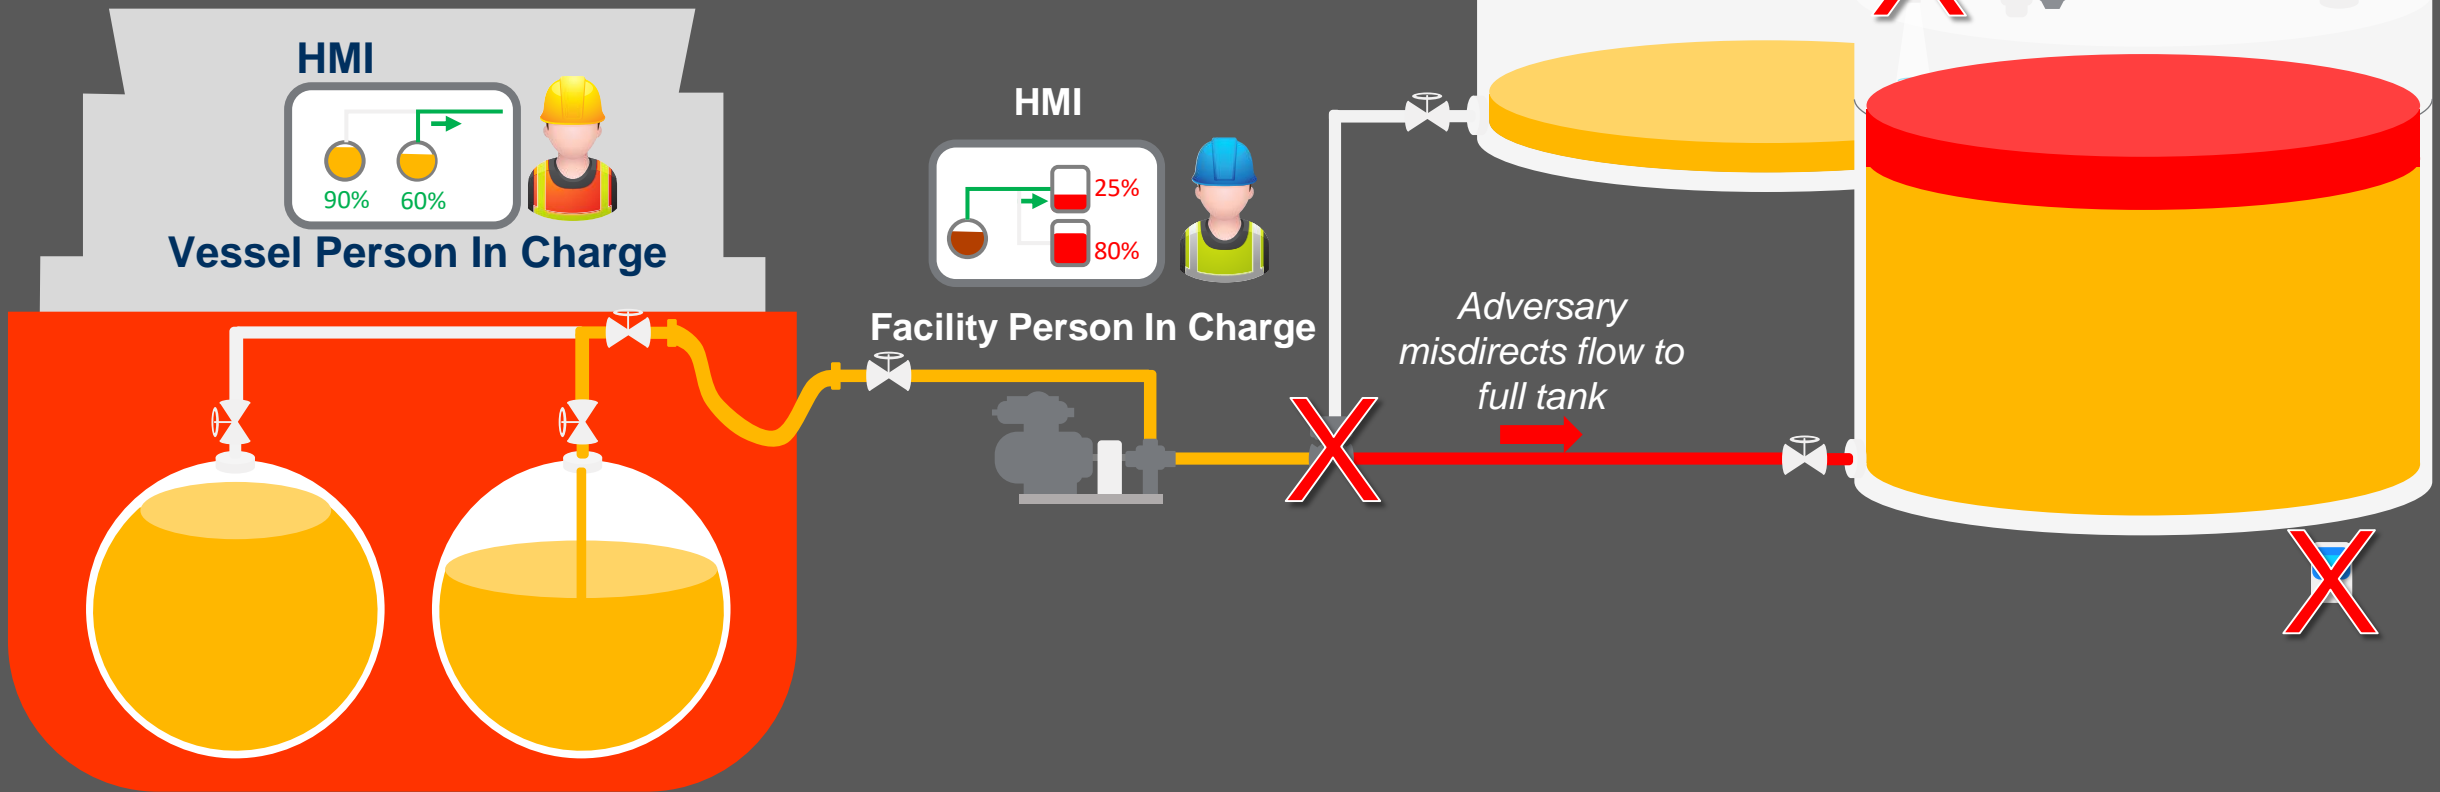 HMI
90%
60%
Vessel Person In Charge
HMI
25%
80%
Facility Person In Charge
Adversary
misdirects flow to
full tank